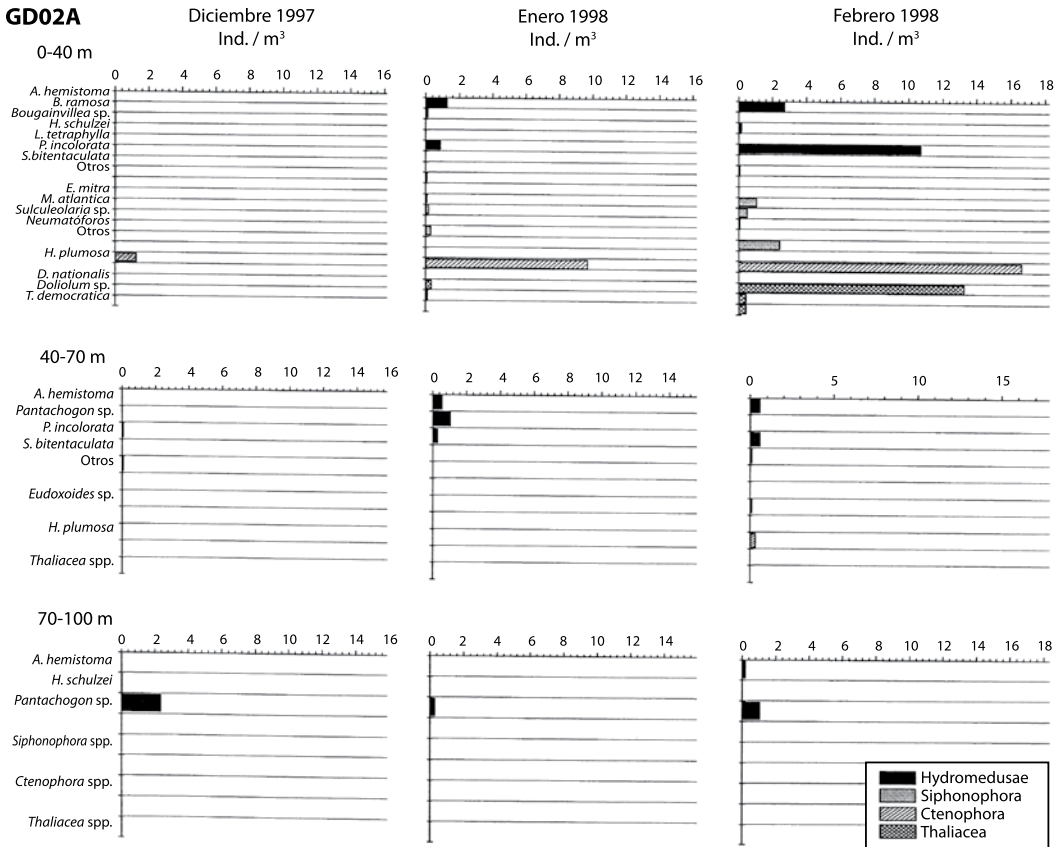 GD02A
Diciembre 1997
Ind. / m³
Enero 1998
Ind. / m³
Febrero 1998
Ind. / m³
0-40 m
0 2 4 6 8 10 12 14 16
0 2 4 6 8 10 12 14 16
0 2 4 6 8 10 12 14 16 18
A. hemistoma
B. ramosa
Bougainvillea sp.
H. schulzei
L. tetraphylla
P. incolorata
S.bitentaculata
Otros
E. mitra
M. atlantica
Sulculeolaria sp.
Neumatóforos
Otros
H. plumosa
D. nationalis
Doliolum sp.
T. democratica
40-70 m
0 2 4 6 8 10 12 14 16
0 2 4 6 8 10 12 14
0 5 10 15
A. hemistoma
Pantachogon sp.
P. incolorata
S. bitentaculata
Otros
Eudoxoides sp.
H. plumosa
Thaliacea spp.
70-100 m
0 2 4 6 8 10 12 14 16
0 2 4 6 8 10 12 14
0 2 4 6 8 10 12 14 16 18
A. hemistoma
H. schulzei
Pantachogon sp.
Siphonophora spp.
Ctenophora spp.
Thaliacea spp.
Hydromedusae
Siphonophora
Ctenophora
Thaliacea